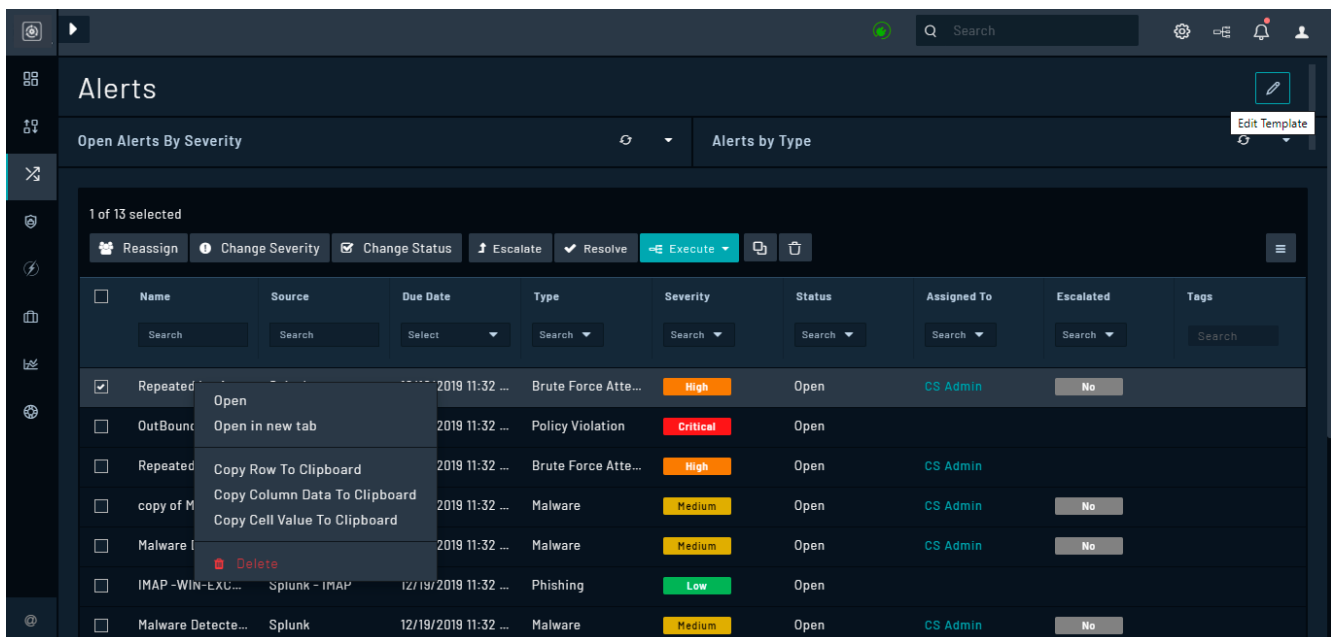 Search
Alerts
Edit Template
Open Alerts By Severity
Alerts by Type
1 of 13 selected
Reassign Change Severity Change Status Escalate Resolve Execute
Name Source Due Date Type Severity Status Assigned To Escalated Tags
Search Search Select Search Search Search Search Search Search
Repeated 2019 11:32 ... Brute Force Atte... High Open CS Admin No
Open
OutBound 2019 11:32 ... Policy Violation Critical Open
Open in new tab
Repeated 2019 11:32 ... Brute Force Atte... High Open CS Admin
Copy Row To Clipboard
Copy Column Data To Clipboard
copy of M 2019 11:32 ... Malware Medium Open CS Admin No
Copy Cell Value To Clipboard
Malware 2019 11:32 ... Malware Medium Open CS Admin No
Delete
IMAP -WIN-EXC... Splunk - IMAP 12/19/2019 11:32 ... Phishing Low Open
Malware Detecte... Splunk 12/19/2019 11:32 ... Malware Medium Open CS Admin No
@